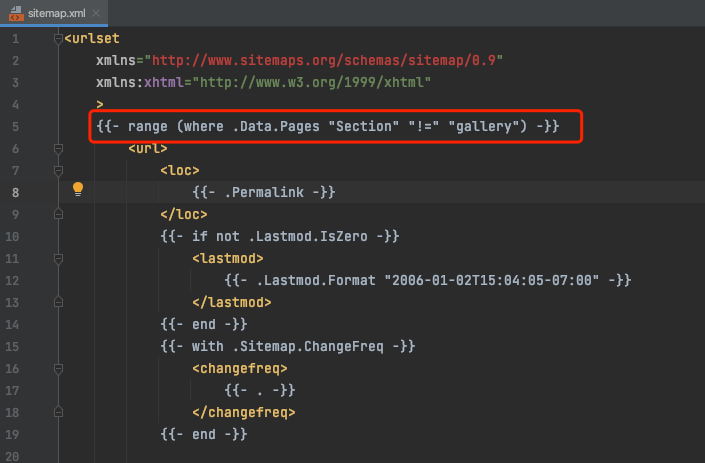 sitemap.xml
1 <urlset
2 xmlns="http://www.sitemaps.org/schemas/sitemap/0.9"
3 xmlns:xhtml="http://www.w3.org/1999/xhtml"
4 >
5 {{- range (where .Data.Pages "Section" "!=" "gallery") -}}
6 <url>
7 <loc>
8 {{- .Permalink -}}
9 </loc>
10 {{- if not .Lastmod.IsZero -}}
11 <lastmod>
12 {{- .Lastmod.Format "2006-01-02T15:04:05-07:00" -}}
13 </lastmod>
14 {{- end -}}
15 {{- with .Sitemap.ChangeFreq -}}
16 <changefreq>
17 {{- . -}}
18 </changefreq>
19 {{- end -}}
20